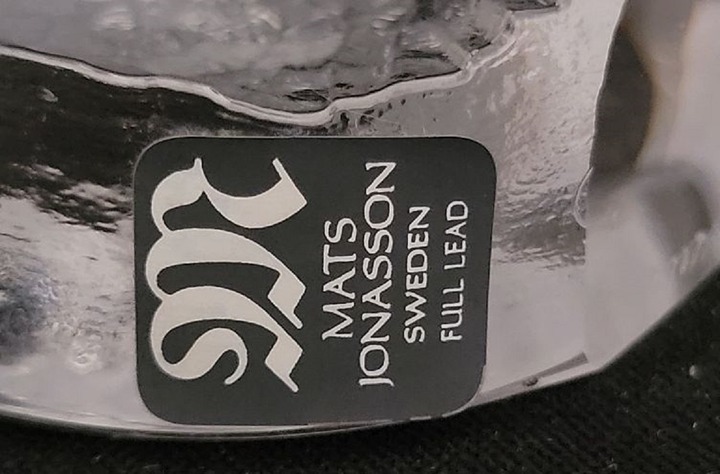 M
MATS
JONASSON
SWEDEN
FULL LEAD